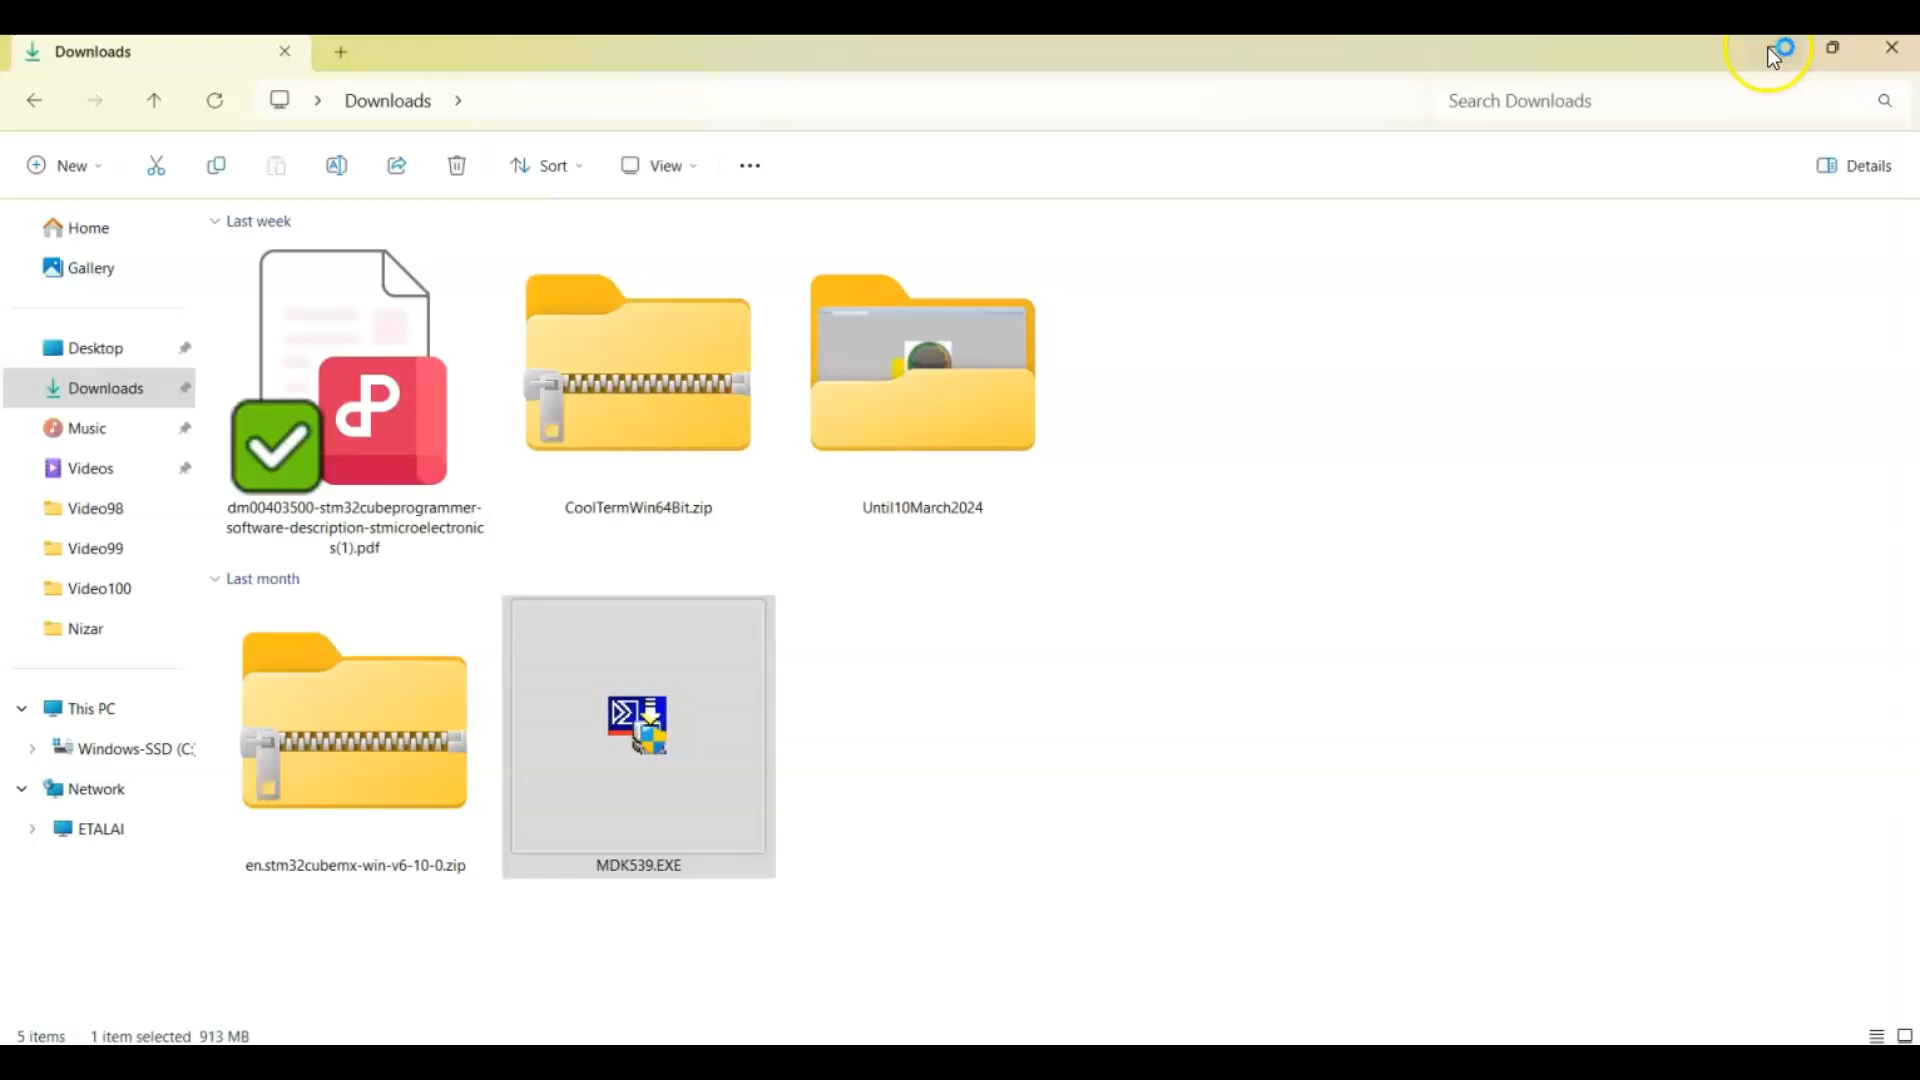 Downloads
Downloads
Search Downloads
New
Sort
View
Details
Home
Gallery
Desktop
Downloads
Music
Videos
Video98
Video99
Video100
Nizar
This PC
Windows-SSD (C:
Network
ETALAI
Last week
dm00403500-stm32cubeprogrammer-
software-description-stmicroelectronic
s(1).pdf
CoolTermWin64Bit.zip
Until10March2024
Last month
en.stm32cubemx-win-v6-10-0.zip
MDK539.EXE
5 items 1 item selected 913 MB